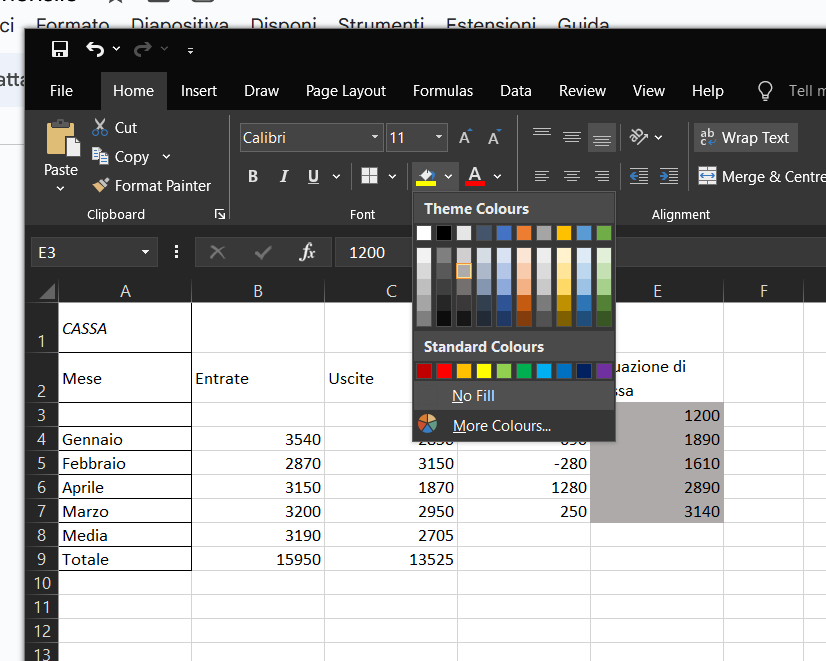 Formato Diapositiva Disponi Strumenti Estensioni Guida
File Home Insert Draw Page Layout Formulas Data Review View Help Tell m
Paste
Cut
Copy
Format Painter
Clipboard
Calibri 11 A A
B I U A
Font
ab Wrap Text
Merge & Centre
Alignment
Theme Colours
Standard Colours
No Fill
More Colours...
E3 fx 1200
A B C E F
1 CASSA
2 Mese Entrate Uscite uazione di
ssa
3 1200
4 Gennaio 3540 1890
5 Febbraio 2870 3150 -280 1610
6 Aprile 3150 1870 1280 2890
7 Marzo 3200 2950 250 3140
8 Media 3190 2705
9 Totale 15950 13525
10
11
12
13